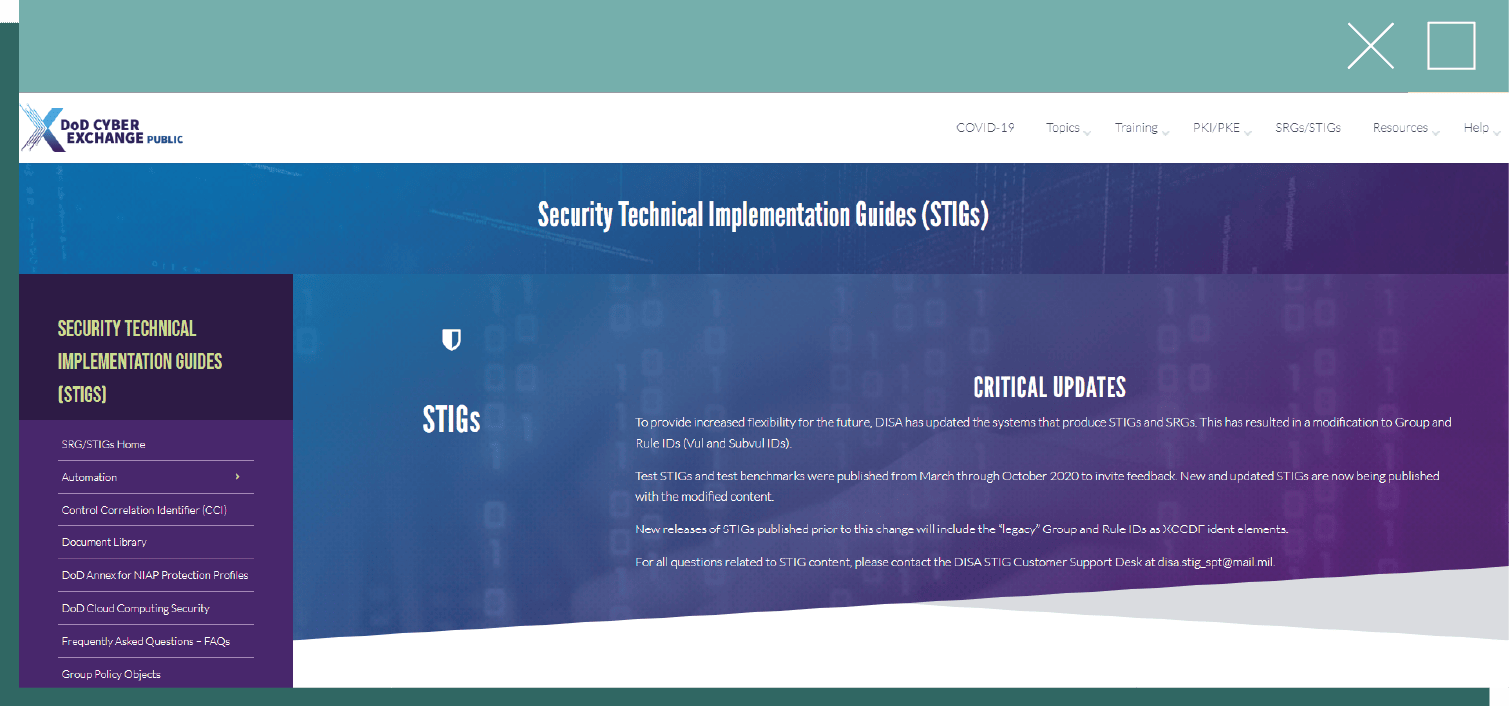 DoD CYBER
EXCHANGE PUBLIC
COVID-19 Topics Training PKI/PKE SRGs/STIGs Resources Help
Security Technical Implementation Guides (STIGs)
SECURITY TECHNICAL
IMPLEMENTATION GUIDES
(STIGS)
SRG/STIGs Home
Automation
Control Correlation Identifier (CCI)
Document Library
DoD Annex for NIAP Protection Profiles
DoD Cloud Computing Security
Frequently Asked Questions – FAQs
Group Policy Objects
STIGs
CRITICAL UPDATES
To provide increased flexibility for the future, DISA has updated the systems that produce STIGs and SRGs. This has resulted in a modification to Group and
Rule IDs (Vul and Subvul IDs).
Test STIGs and test benchmarks were published from March through October 2020 to invite feedback. New and updated STIGs are now being published
with the modified content.
New releases of STIGs published prior to this change will include the “legacy” Group and Rule IDs as XCCDF ident elements.
For all questions related to STIG content, please contact the DISA STIG Customer Support Desk at disa.stig_spt@mail.mil.